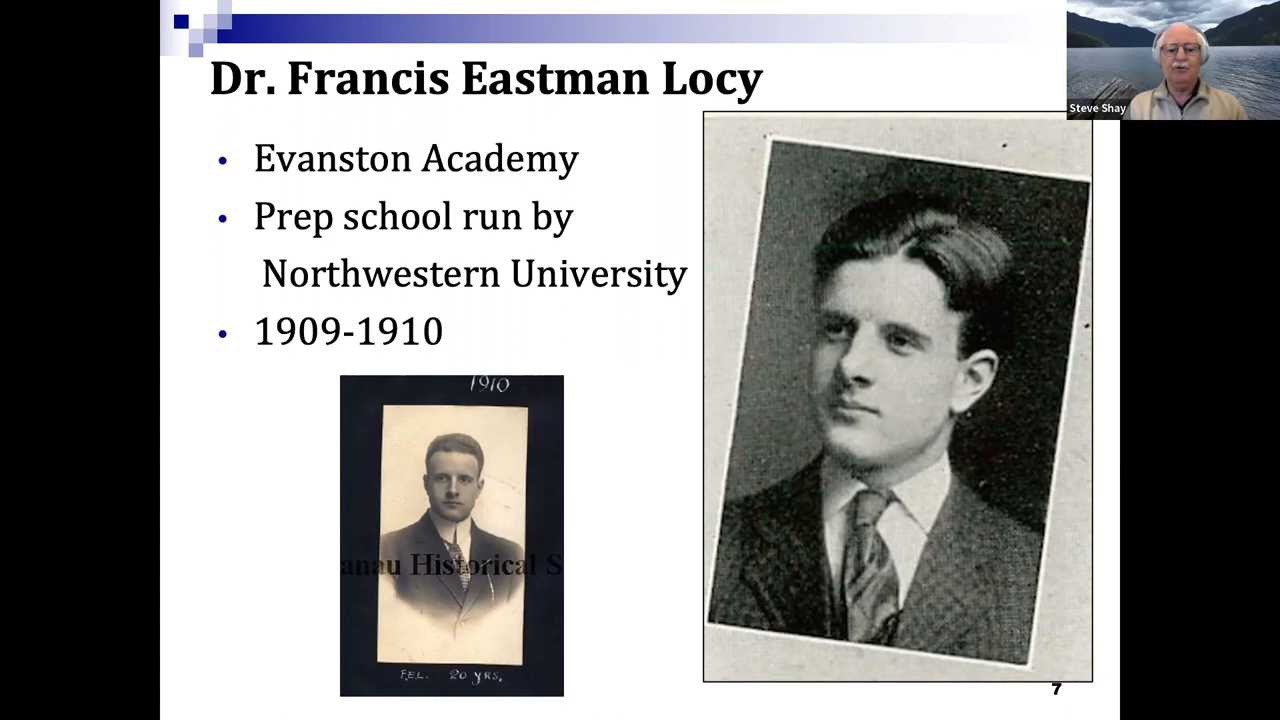 Dr. Francis Eastman Locy
Steve Shay
• Evanston Academy
• Prep school run by
Northwestern University
• 1909-1910
1910
anau Historical S
F.E.L. 20 YRS.
7